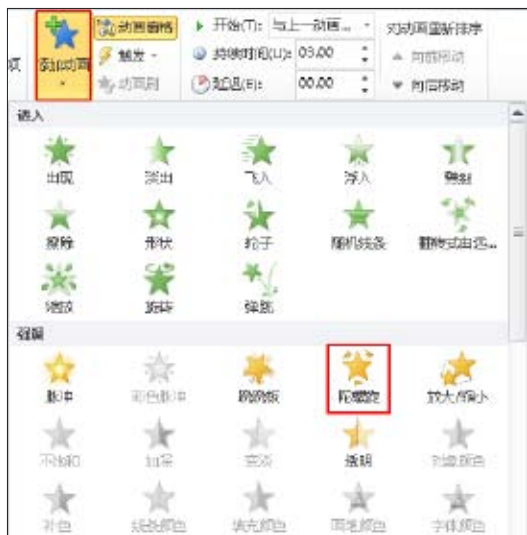 动画窗格 开始(T): 与上一动画... 对动画重新排序
项 添加动画 触发 持续时间(U): 03.00 向前移动
动画刷 延迟(E): 00.00 向后移动
进入
出现 淡出 飞入 浮入 劈裂
擦除 形状 轮子 随机线条 翻转式由远...
缩放 旋转 弹跳
强调
脉冲 彩色脉冲 跷跷板 陀螺旋 放大/缩小
不饱和 加深 变淡 透明 对象颜色
补色 线条颜色 填充颜色 画笔颜色 字体颜色